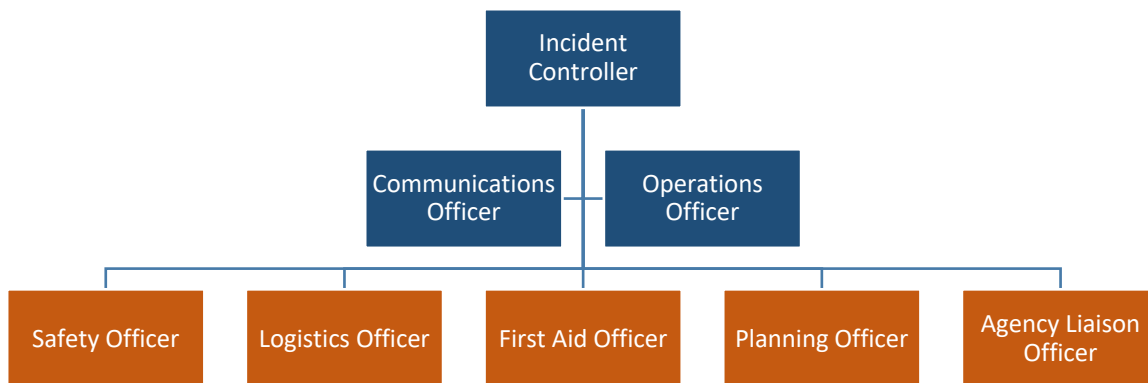 Incident
Controller
Communications
Officer
Operations
Officer
Safety Officer
Logistics Officer
First Aid Officer
Planning Officer
Agency Liaison
Officer